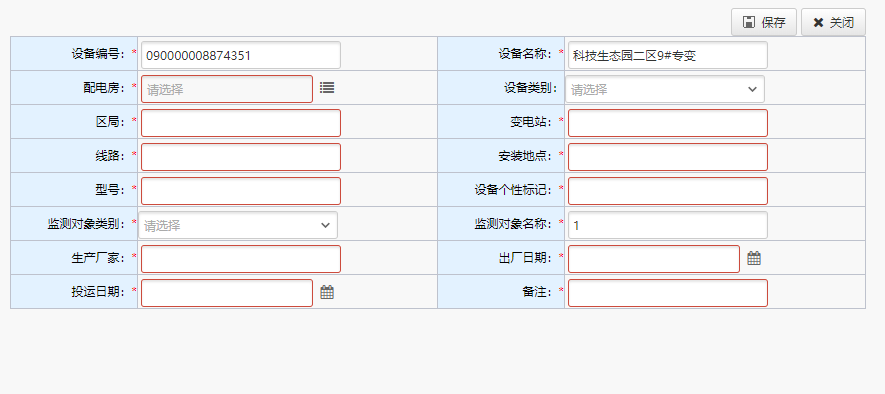 保存 关闭
设备编号: * 090000008874351 设备名称: * 科技生态园二区9#专变
配电房: * 请选择 设备类别: 请选择
区局: * 变电站: *
线路: * 安装地点: *
型号: * 设备个性标记: *
监测对象类别: * 请选择 监测对象名称: * 1
生产厂家: * 出厂日期: *
投运日期: * 备注: *